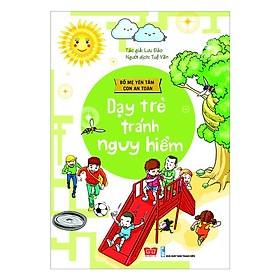 Tác giả: Lưu Đào
Người dịch: Tuệ Văn
BỐ MẸ YÊN TÂM
CON AN TOÀN
Dạy trẻ
tránh
nguy hiểm